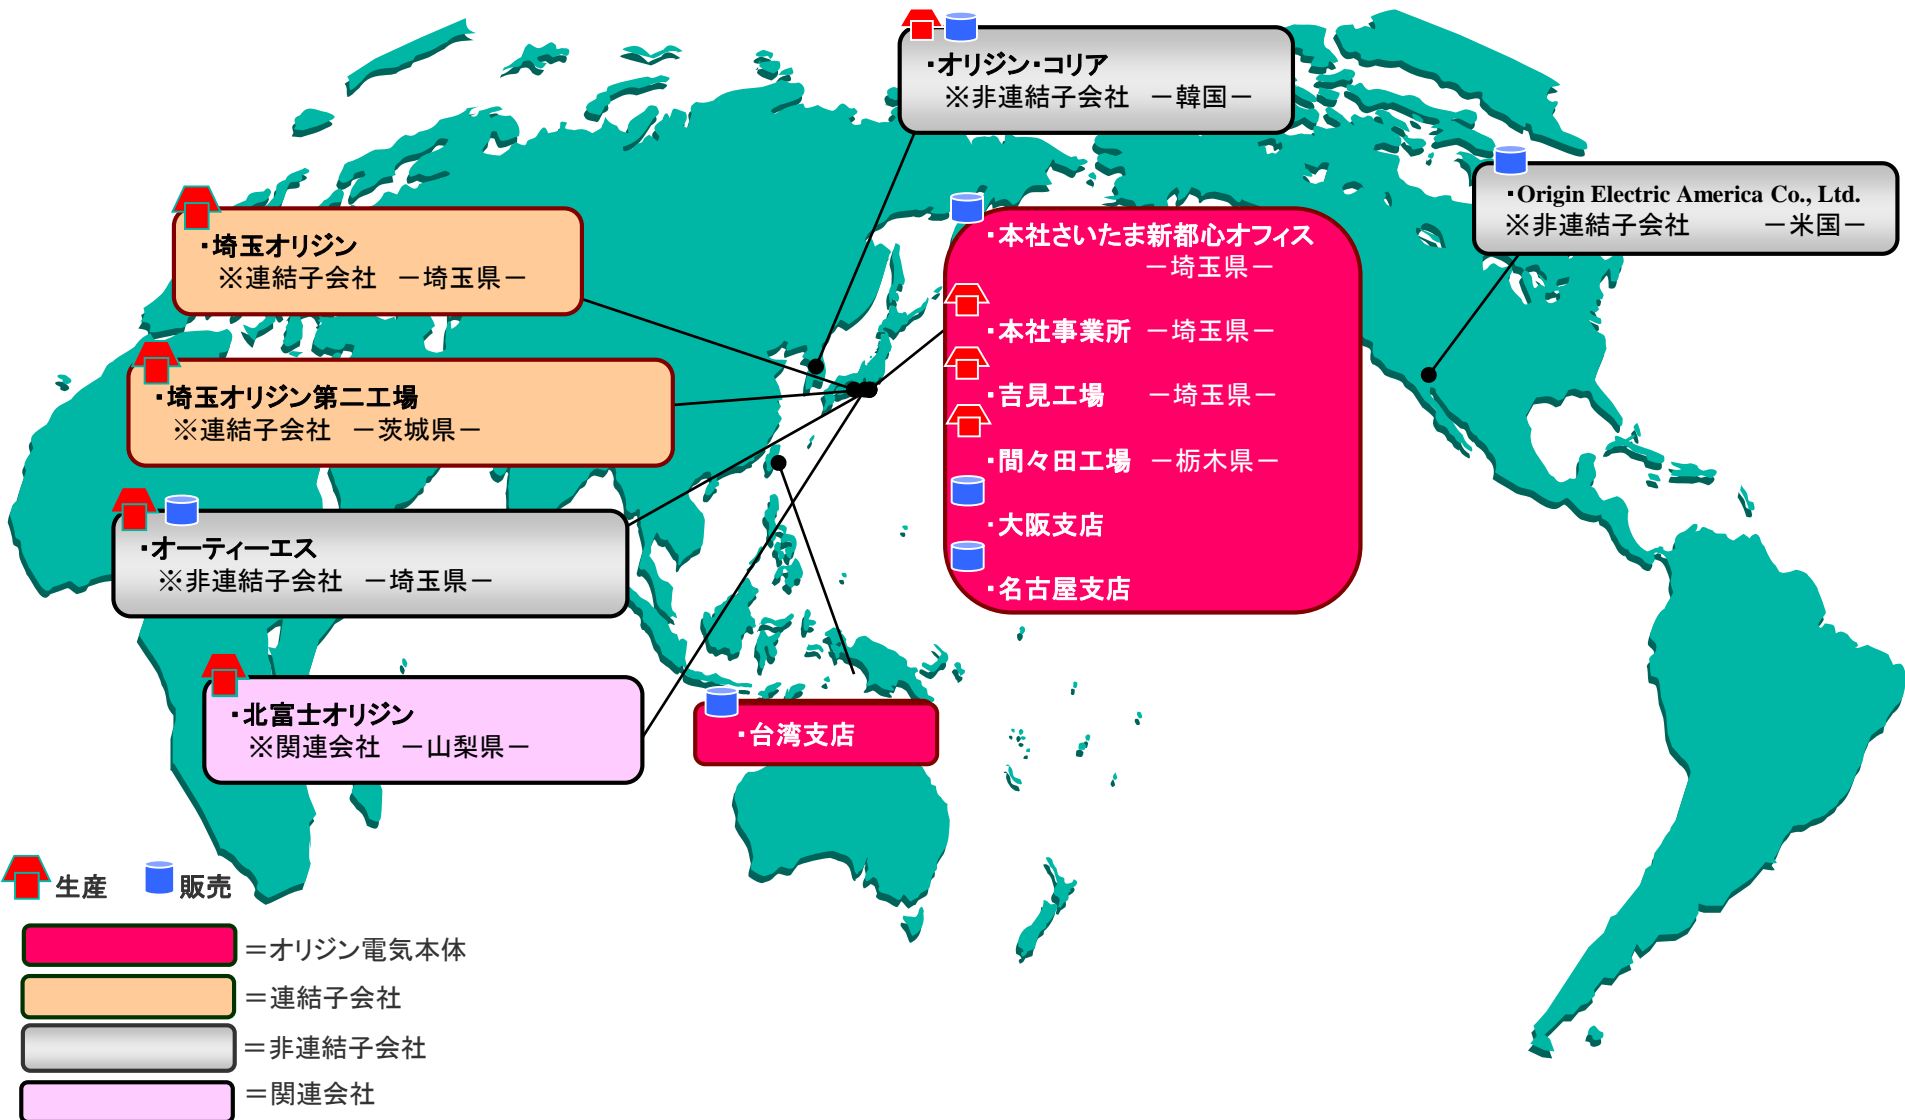 ・オリジン・コリア
※非連結子会社　－韓国－
・Origin Electric America Co., Ltd.
※非連結子会社　　　－米国－
・埼玉オリジン
※連結子会社　－埼玉県－
・本社さいたま新都心オフィス
－埼玉県－
・本社事業所　－埼玉県－
・吉見工場　－埼玉県－
・間々田工場　－栃木県－
・大阪支店
・名古屋支店
・埼玉オリジン第二工場
※連結子会社　－茨城県－
・オーティーエス
※非連結子会社　－埼玉県－
・北富士オリジン
※関連会社　－山梨県－
・台湾支店
生産　販売
＝オリジン電気本体
＝連結子会社
＝非連結子会社
＝関連会社